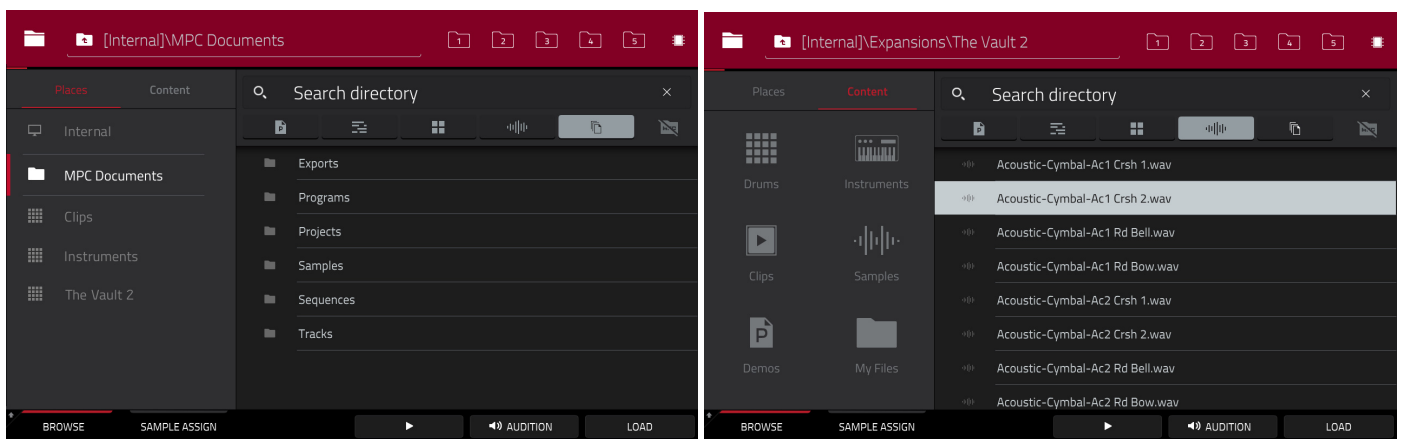 [Internal]\MPC Documents 1 2 3 4 5
Places Content
Search directory ×
Internal
MPC Documents
Clips
Instruments
The Vault 2
P
Exports
Programs
Projects
Samples
Sequences
Tracks
BROWSE SAMPLE ASSIGN AUDITION LOAD
[Internal]\Expansions\The Vault 2 1 2 3 4 5
Places Content
Search directory ×
Drums Instruments
Clips Samples
P
Demos My Files
P
Acoustic-Cymbal-Ac1 Crsh 1.wav
Acoustic-Cymbal-Ac1 Crsh 2.wav
Acoustic-Cymbal-Ac1 Rd Bell.wav
Acoustic-Cymbal-Ac1 Rd Bow.wav
Acoustic-Cymbal-Ac2 Crsh 1.wav
Acoustic-Cymbal-Ac2 Crsh 2.wav
Acoustic-Cymbal-Ac2 Rd Bell.wav
Acoustic-Cymbal-Ac2 Rd Bow.wav
BROWSE SAMPLE ASSIGN AUDITION LOAD